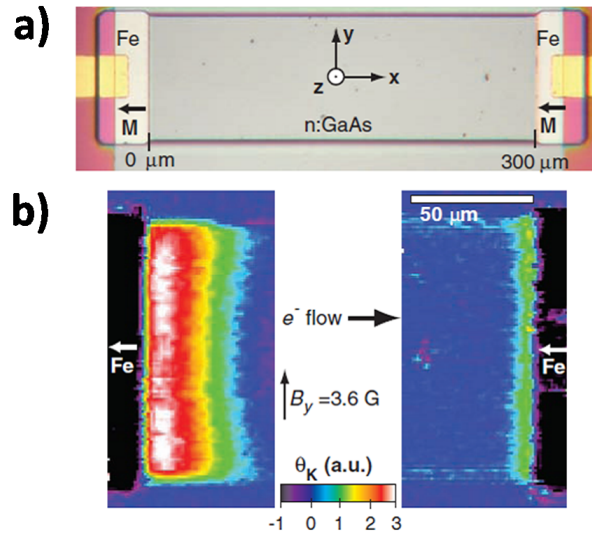 a)
Fe
y
Fe
z
x
M
n:GaAs
M
0 μm
300 μm
b)
50 μm
e⁻ flow
Fe
Fe
B_y =3.6 G
θ_K (a.u.)
-1 0 1 2 3